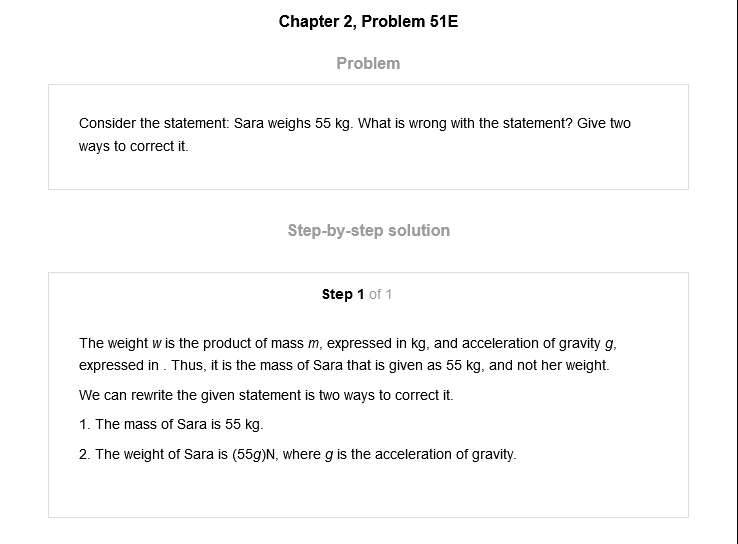 Chapter 2, Problem 51E
Problem
Consider the statement: Sara weighs 55 kg. What is wrong with the statement? Give two
ways to correct it.
Step-by-step solution
Step 1 of 1
The weight w is the product of mass m, expressed in kg, and acceleration of gravity g,
expressed in . Thus, it is the mass of Sara that is given as 55 kg, and not her weight.
We can rewrite the given statement is two ways to correct it.
1. The mass of Sara is 55 kg.
2. The weight of Sara is (55g)N, where g is the acceleration of gravity.